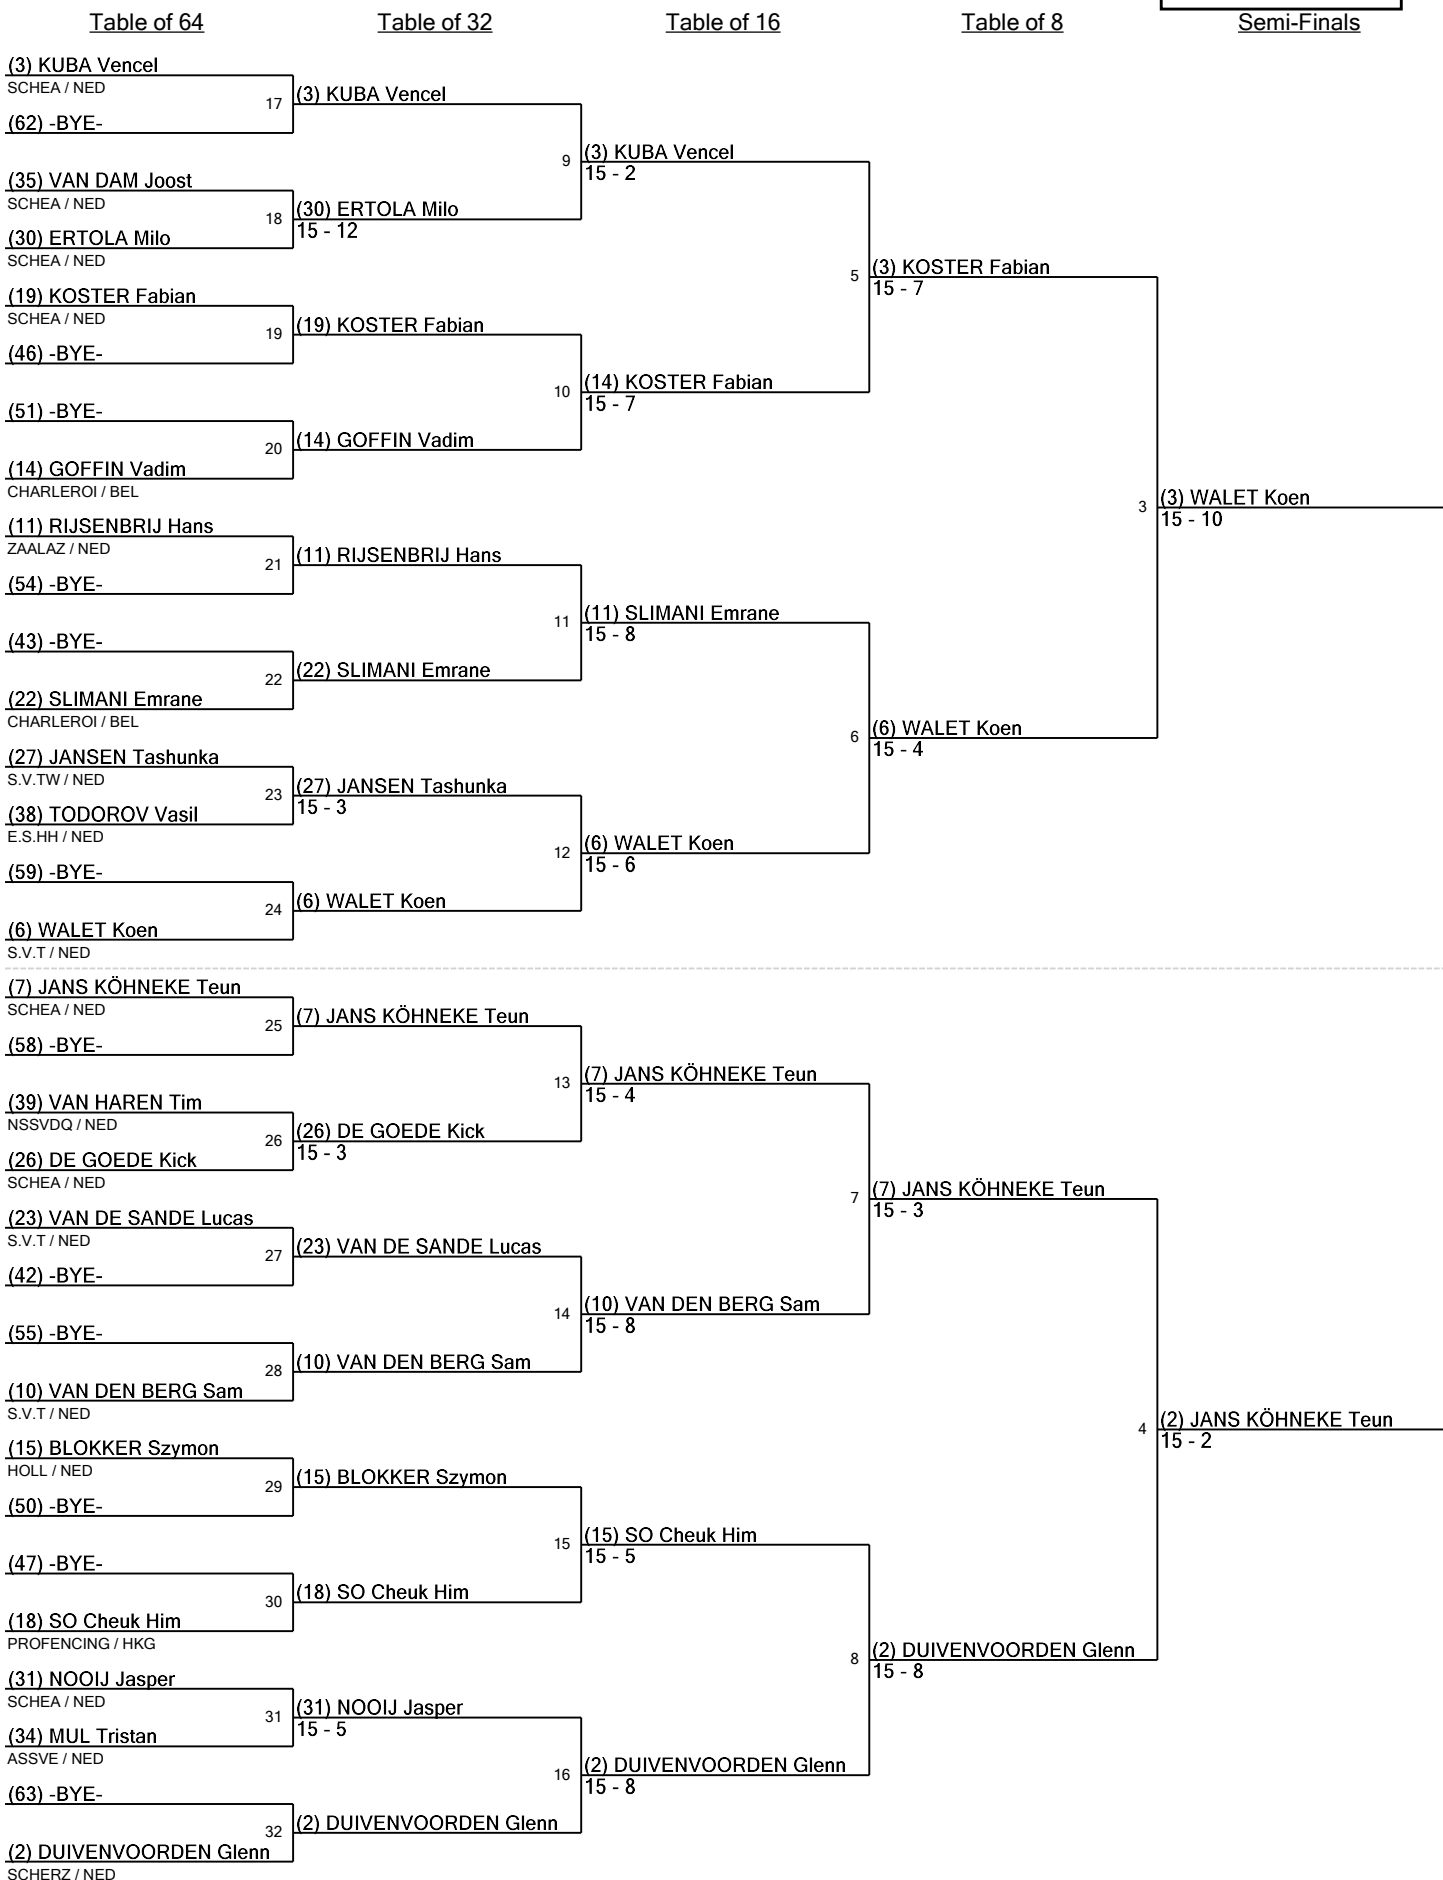 Table of 64
Table of 32
Table of 16
Table of 8
Semi-Finals
(3) KUBA Vencel
SCHEA / NED
(62) -BYE-
(35) VAN DAM Joost
SCHEA / NED
(30) ERTOLA Milo
SCHEA / NED
(19) KOSTER Fabian
SCHEA / NED
(46) -BYE-
(51) -BYE-
(14) GOFFIN Vadim
CHARLEROI / BEL
(11) RIJSENBRIJ Hans
ZAALAZ / NED
(54) -BYE-
(43) -BYE-
(22) SLIMANI Emrane
CHARLEROI / BEL
(27) JANSEN Tashunka
S.V.TW / NED
(38) TODOROV Vasil
E.S.HH / NED
(59) -BYE-
(6) WALET Koen
S.V.T / NED
(7) JANS KÖHNEKE Teun
SCHEA / NED
(58) -BYE-
(39) VAN HAREN Tim
NSSVDQ / NED
(26) DE GOEDE Kick
SCHEA / NED
(23) VAN DE SANDE Lucas
S.V.T / NED
(42) -BYE-
(55) -BYE-
(10) VAN DEN BERG Sam
S.V.T / NED
(15) BLOKKER Szymon
HOLL / NED
(50) -BYE-
(47) -BYE-
(18) SO Cheuk Him
PROFENCING / HKG
(31) NOOIJ Jasper
SCHEA / NED
(34) MUL Tristan
ASSVE / NED
(63) -BYE-
(2) DUIVENVOORDEN Glenn
SCHERZ / NED
17
(3) KUBA Vencel
18
(30) ERTOLA Milo
15 - 12
19
(19) KOSTER Fabian
20
(14) GOFFIN Vadim
21
(11) RIJSENBRIJ Hans
22
(22) SLIMANI Emrane
23
(27) JANSEN Tashunka
15 - 3
24
(6) WALET Koen
25
(7) JANS KÖHNEKE Teun
26
(26) DE GOEDE Kick
15 - 3
27
(23) VAN DE SANDE Lucas
28
(10) VAN DEN BERG Sam
29
(15) BLOKKER Szymon
30
(18) SO Cheuk Him
31
(31) NOOIJ Jasper
15 - 5
32
(2) DUIVENVOORDEN Glenn
9
(3) KUBA Vencel
15 - 2
10
(14) KOSTER Fabian
15 - 7
11
(11) SLIMANI Emrane
15 - 8
12
(6) WALET Koen
15 - 6
13
(7) JANS KÖHNEKE Teun
15 - 4
14
(10) VAN DEN BERG Sam
15 - 8
15
(15) SO Cheuk Him
15 - 5
16
(2) DUIVENVOORDEN Glenn
15 - 8
5
(3) KOSTER Fabian
15 - 7
6
(6) WALET Koen
15 - 4
7
(7) JANS KÖHNEKE Teun
15 - 3
8
(2) DUIVENVOORDEN Glenn
15 - 8
3
(3) WALET Koen
15 - 10
4
(2) JANS KÖHNEKE Teun
15 - 2